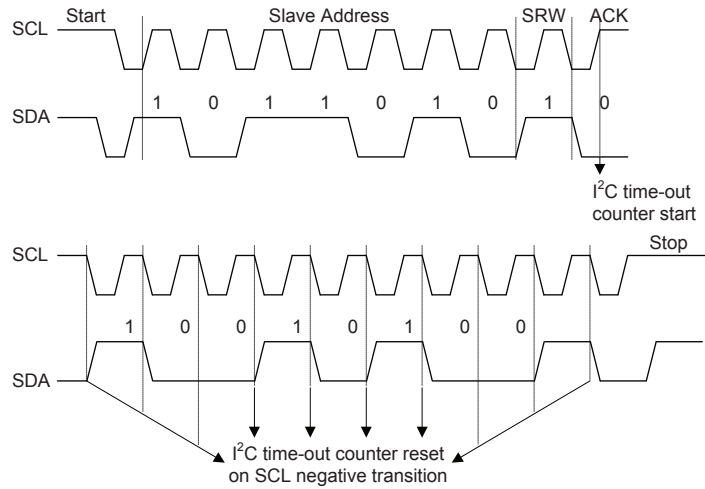 Start Slave Address SRW ACK
SCL
1 0 1 1 0 1 0 1 0
SDA
I²C time-out
counter start
Stop
SCL
1 0 0 1 0 1 0 0
SDA
I²C time-out counter reset
on SCL negative transition